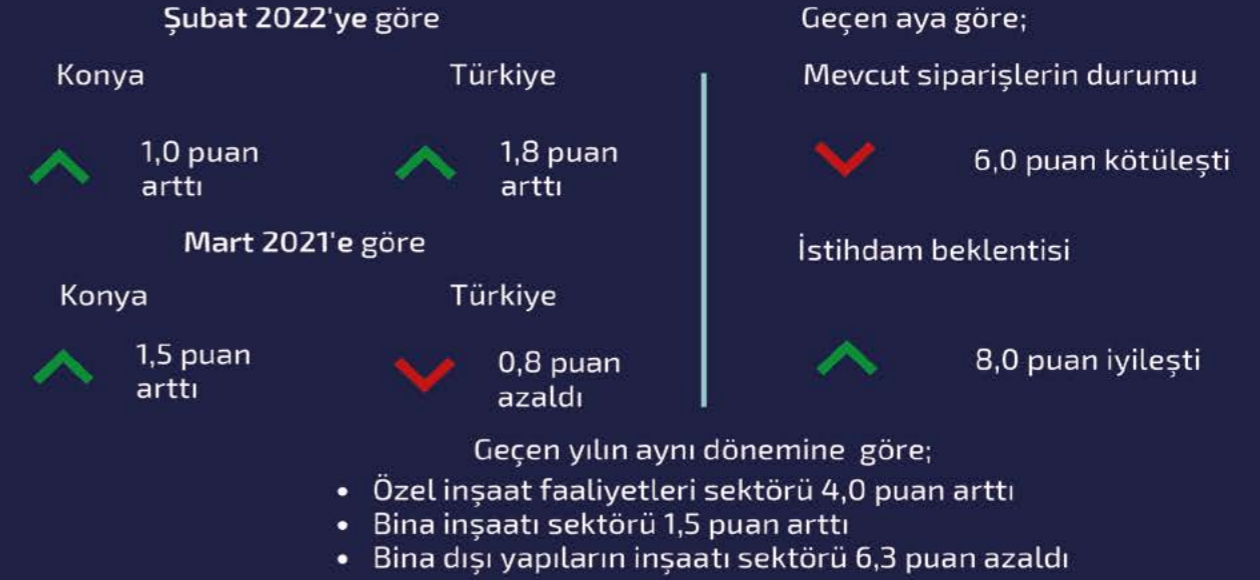 Şubat 2022'ye göre
Konya
Türkiye
1,0 puan
arttı
1,8 puan
arttı
Mart 2021'e göre
Konya
Türkiye
1,5 puan
arttı
0,8 puan
azaldı
Geçen aya göre;
Mevcut siparişlerin durumu
6,0 puan kötüleşti
İstihdam beklentisi
8,0 puan iyileşti
Geçen yılın aynı dönemine göre;
• Özel inşaat faaliyetleri sektörü 4,0 puan arttı
• Bina inşaatı sektörü 1,5 puan arttı
• Bina dışı yapıların inşaatı sektörü 6,3 puan azaldı